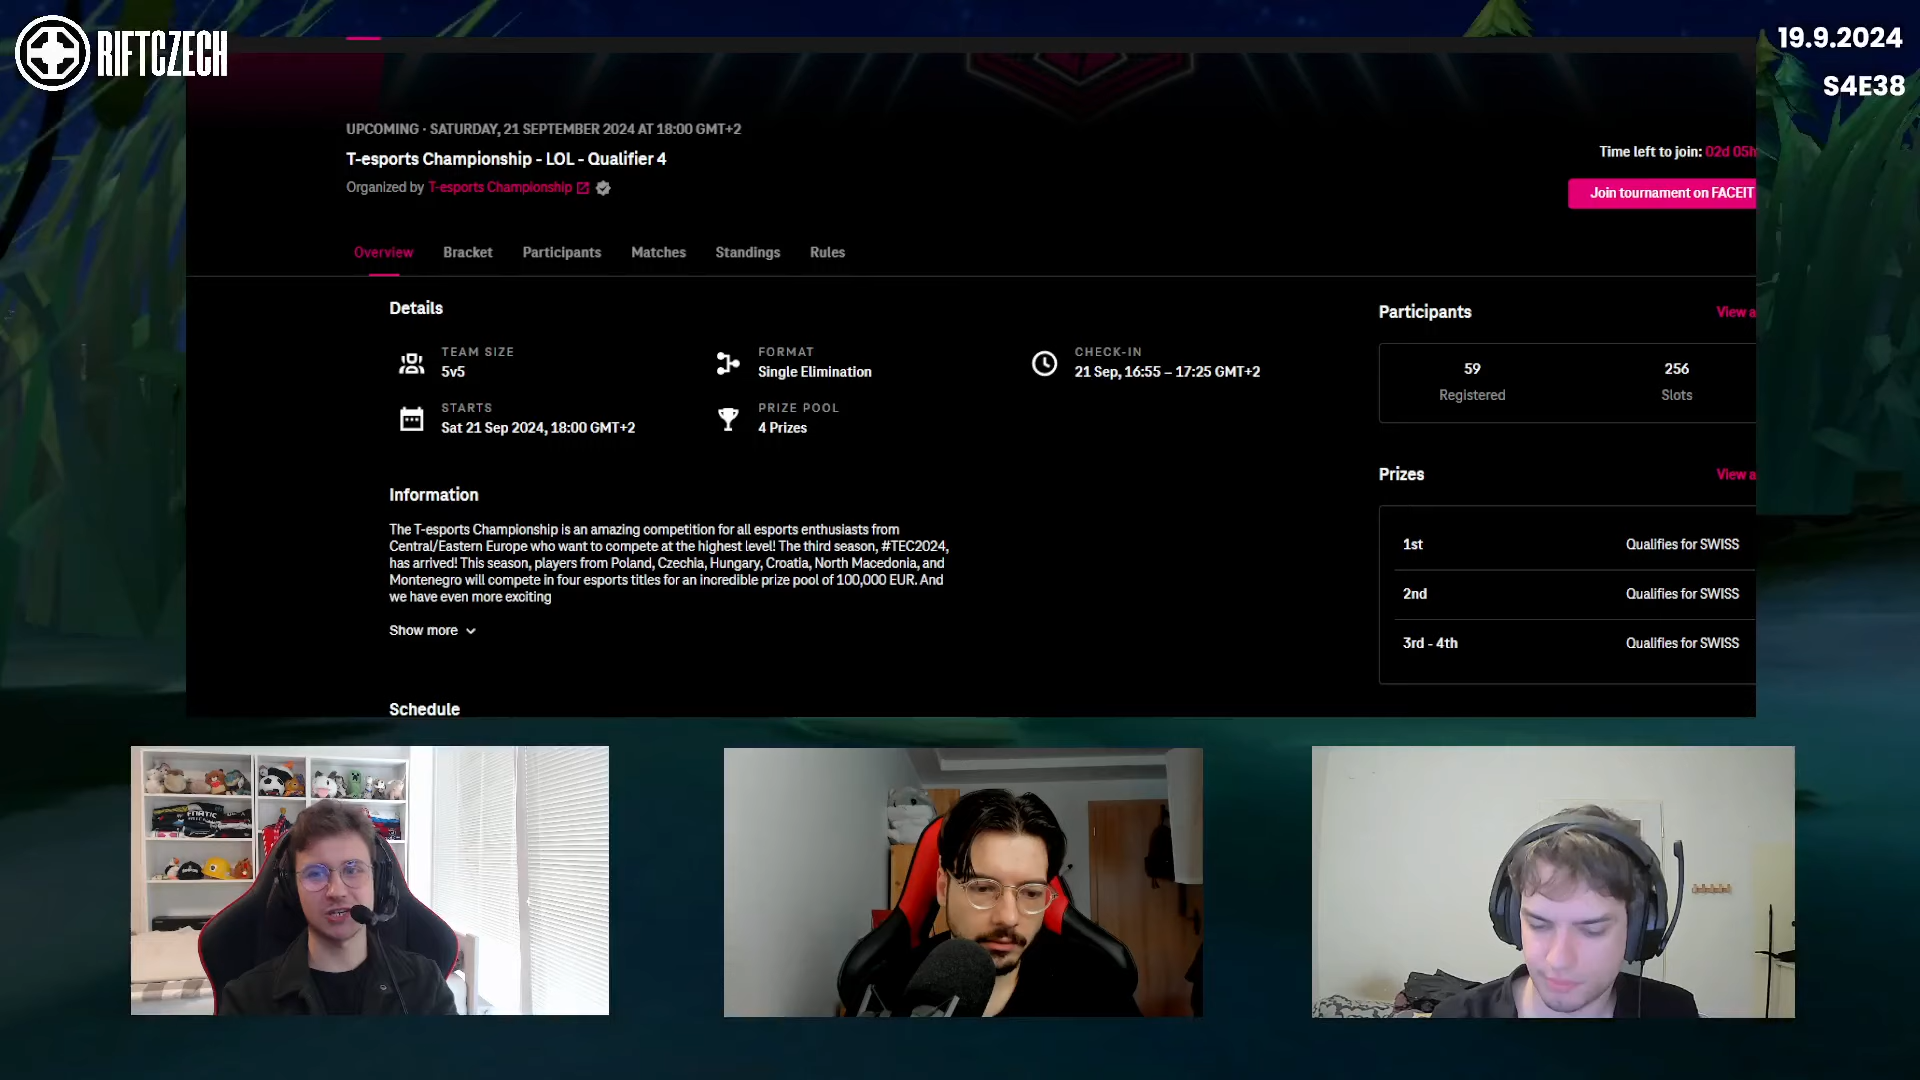 RIFTCZECH
19.9.2024
S4E38
UPCOMING · SATURDAY, 21 SEPTEMBER 2024 AT 18:00 GMT+2
T-esports Championship - LOL - Qualifier 4
Organized by T-esports Championship
Time left to join: 02d 05h
Join tournament on FACEIT
Overview Bracket Participants Matches Standings Rules
Details
TEAM SIZE
5v5
FORMAT
Single Elimination
CHECK-IN
21 Sep, 16:55 – 17:25 GMT+2
STARTS
Sat 21 Sep 2024, 18:00 GMT+2
PRIZE POOL
4 Prizes
Participants
View a
59
Registered
256
Slots
Information
The T-esports Championship is an amazing competition for all esports enthusiasts from
Central/Eastern Europe who want to compete at the highest level! The third season, #TEC2024,
has arrived! This season, players from Poland, Czechia, Hungary, Croatia, North Macedonia, and
Montenegro will compete in four esports titles for an incredible prize pool of 100,000 EUR. And
we have even more exciting
Show more
Prizes
View a
1st Qualifies for SWISS
2nd Qualifies for SWISS
3rd - 4th Qualifies for SWISS
Schedule
FNATIC